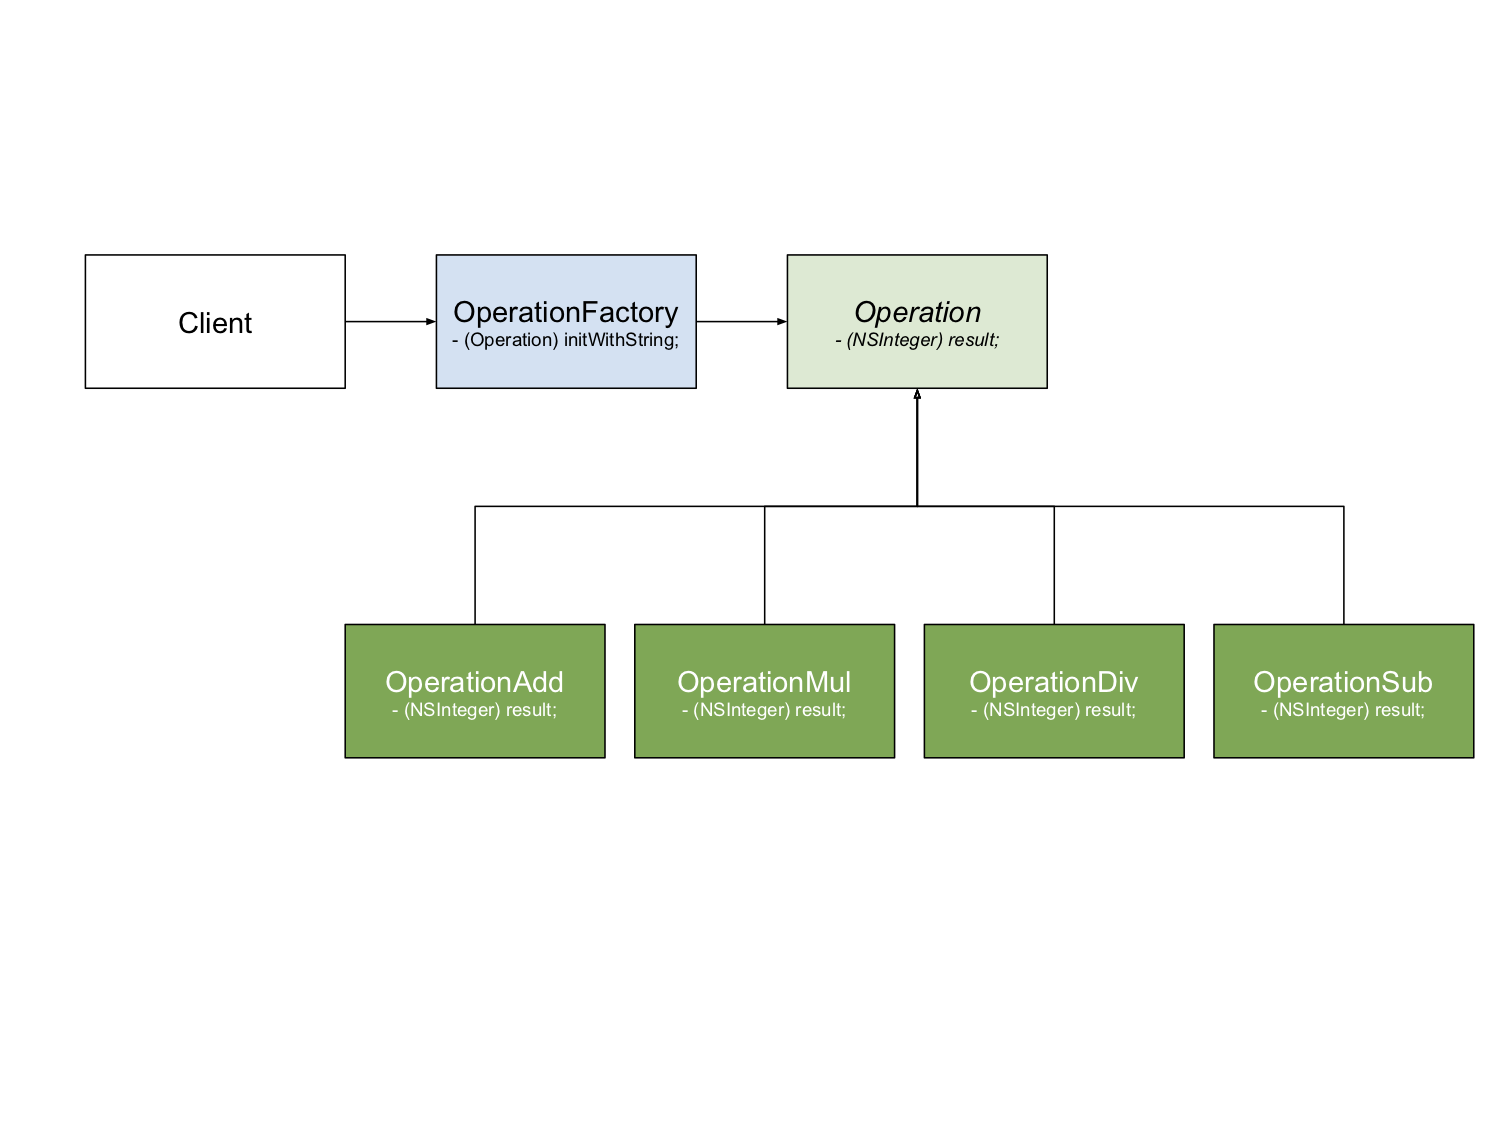 Client
OperationFactory
- (Operation) initWithString;
Operation
- (NSInteger) result;
OperationAdd
- (NSInteger) result;
OperationMul
- (NSInteger) result;
OperationDiv
- (NSInteger) result;
OperationSub
- (NSInteger) result;